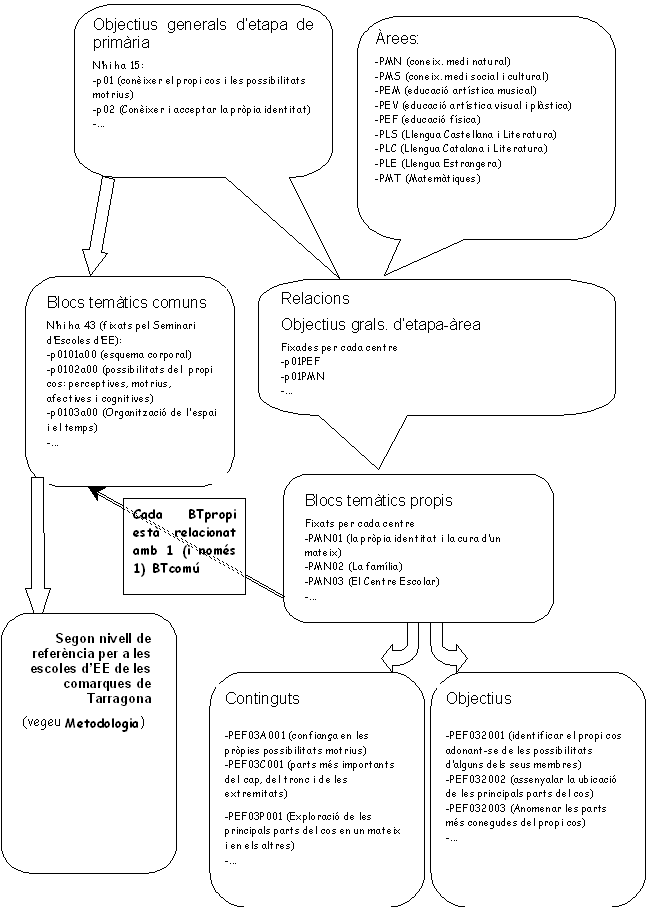 Objectius generals d'etapa de
primària
N'hi ha 15:
-p01 (conèixer el propi cos i les possibilitats
motrius)
-p02 (Conèixer i acceptar la pròpia identitat)
-...
Àrees:
-PMN (coneix. medi natural)
-PMS (coneix. medi social i cultural)
-PEM (educació artística musical)
-PEV (educació artística visual i plàstica)
-PEF (educació física)
-PLS (Llengua Castellana i Literatura)
-PLC (Llengua Catalana i Literatura)
-PLE (Llengua Estrangera)
-PMT (Matemàtiques)
Blocs temàtics comuns
N'hi ha 43 (fixats pel Seminari
d'Escoles d'EE):
-p0101a00 (esquema corporal)
-p0102a00 (possibilitats del propi
cos: perceptives, motrius,
afectives i cognitives)
-p0103a00 (Organització de l'espai
i el temps)
-...
Relacions
Objectius grals. d'etapa-àrea
Fixades per cada centre
-p01PEF
-p01PMN
-...
Cada BTpropi
està relacionat
amb 1 (i només
1) BTcomú
Blocs temàtics propis
Fixats per cada centre
-PMN01 (la pròpia identitat i la cura d'un
mateix)
-PMN02 (La família)
-PMN03 (El Centre Escolar)
-...
Segon nivell de
referència per a les
escoles d'EE de les
comarques de
Tarragona
(vegeu Metodologia)
Continguts
-PEF03A001 (confiança en les
pròpies possibilitats motrius)
-PEF03C001 (parts més importants
del cap, del tronc i de les
extremitats)
-PEF03P001 (Exploració de les
principals parts del cos en un mateix
i en els altres)
-...
Objectius
-PEF032001 (identificar el propi cos
adonant-se de les possibilitats
d'alguns dels seus membres)
-PEF032002 (assenyalar la ubicació
de les principals parts del cos)
-PEF032003 (Anomenar les parts
més conegudes del propi cos)
-...